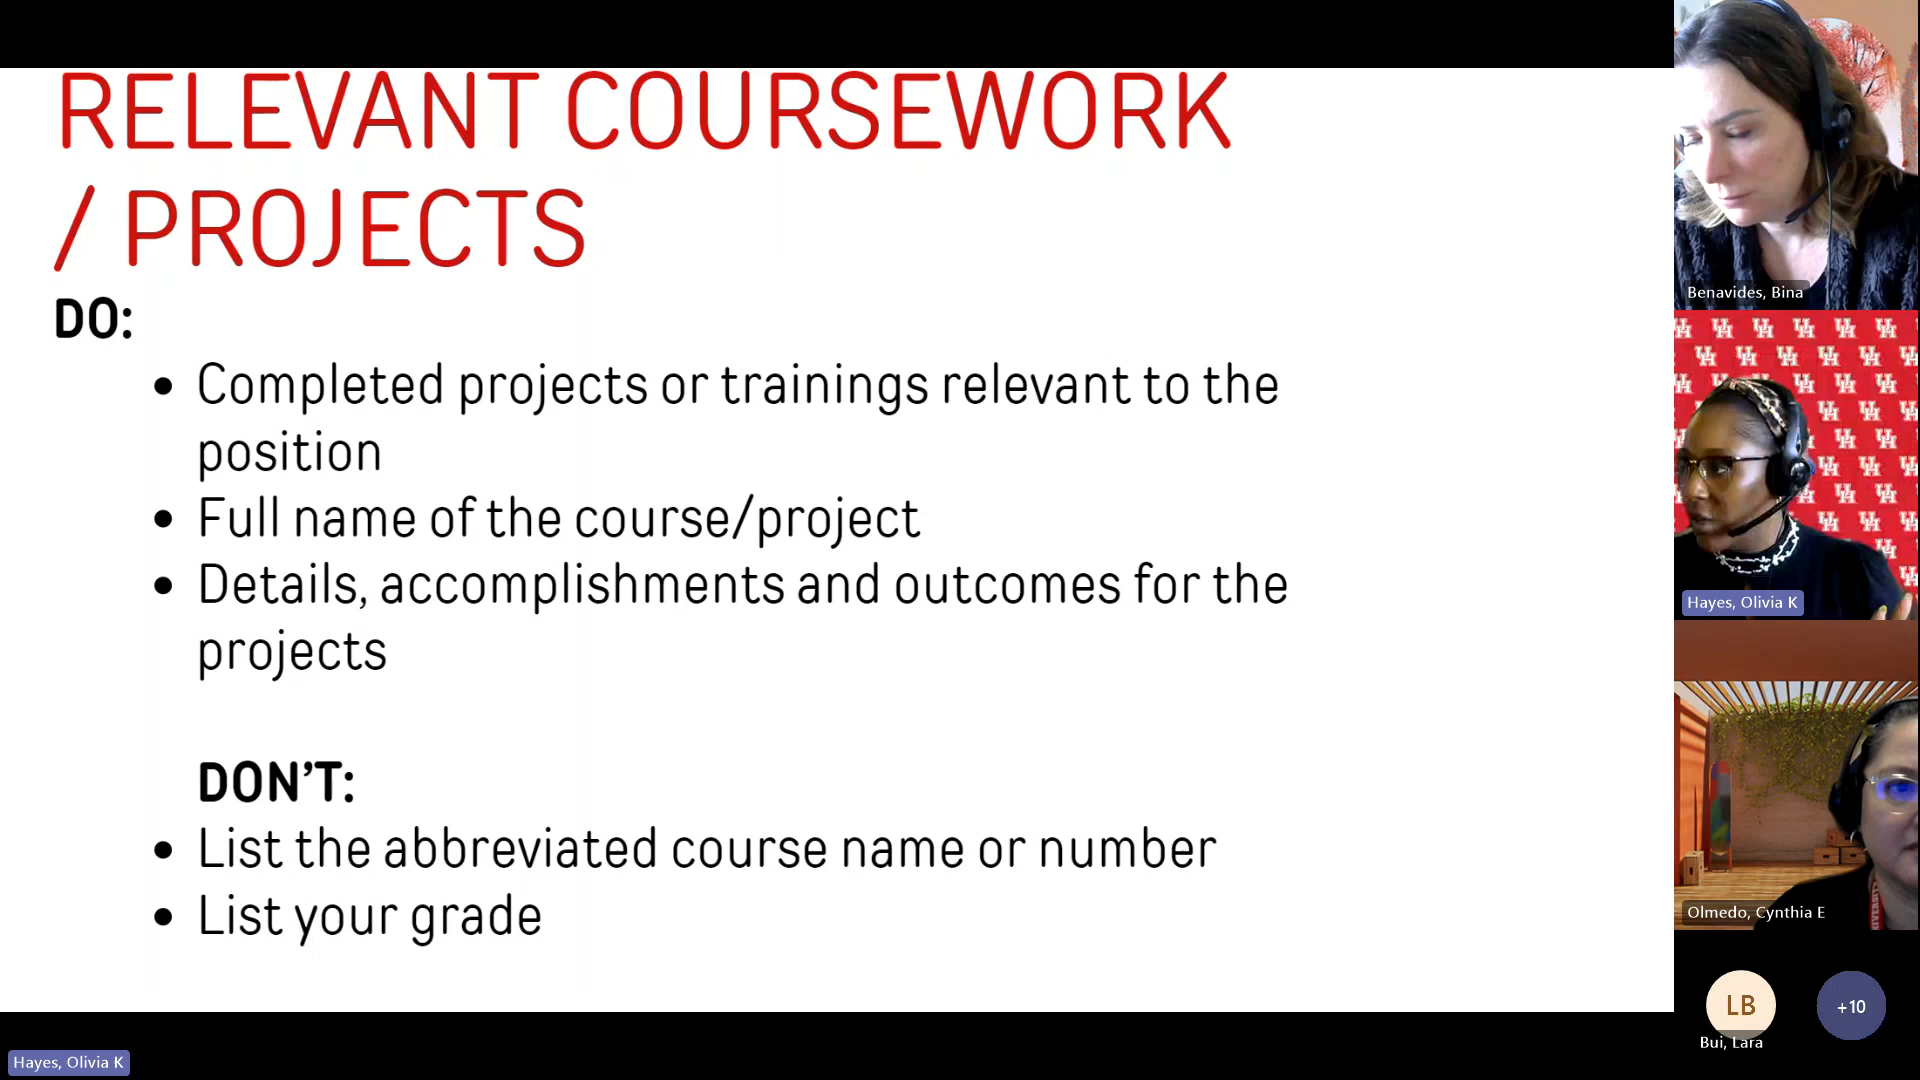 RELEVANT COURSEWORK
/ PROJECTS
DO:
• Completed projects or trainings relevant to the
position
• Full name of the course/project
• Details, accomplishments and outcomes for the
projects
DON'T:
• List the abbreviated course name or number
• List your grade
Benavides, Bina
Hayes, Olivia K
Olmedo, Cynthia E
LB
+10
Bui, Lara
Hayes, Olivia K